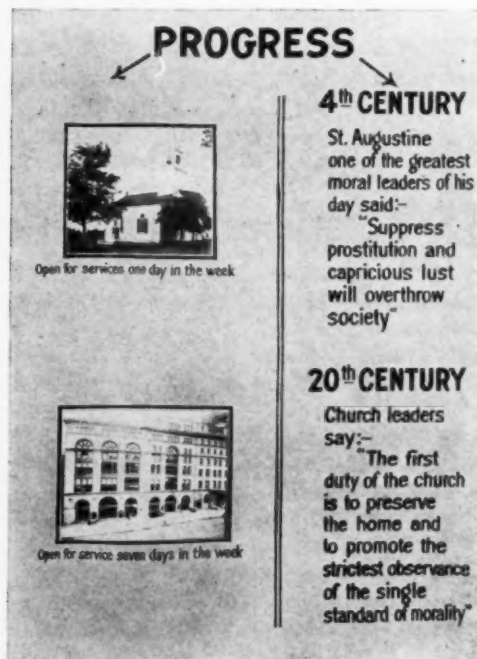 PROGRESS
Open for services one day in the week
Open for service seven days in the week
4th CENTURY
St. Augustine
one of the greatest
moral leaders of his
day said:-
"Suppress
prostitution and
capricious lust
will overthrow
society"
20th CENTURY
Church leaders
say:-
"The first
duty of the church
is to preserve
the home and
to promote the
strictest observance
of the single
standard of morality"